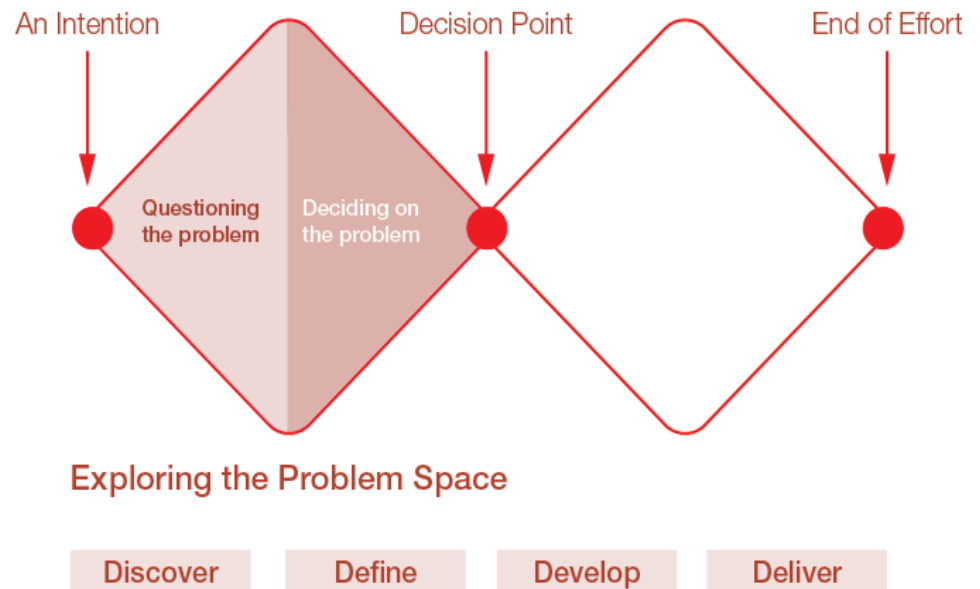 An Intention
Decision Point
End of Effort
Questioning
the problem
Deciding on
the problem
Exploring the Problem Space
Discover
Define
Develop
Deliver